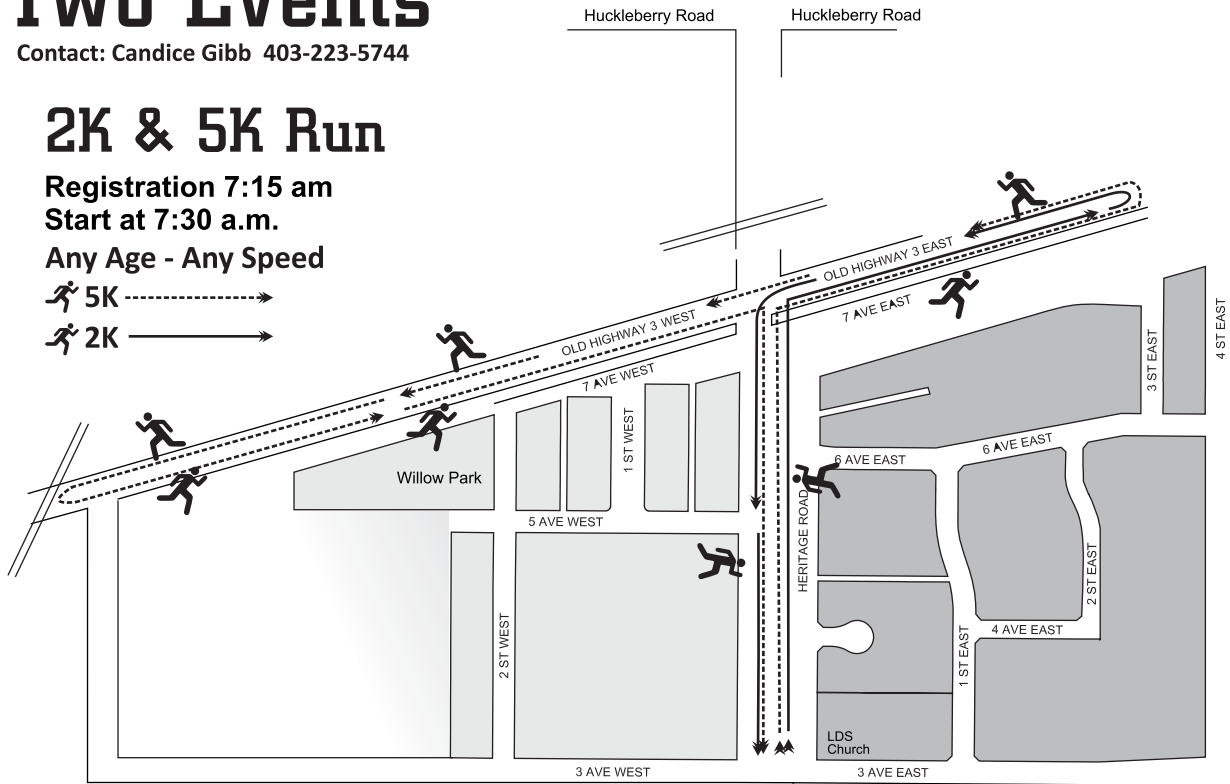 Two Events
Contact: Candice Gibb 403-223-5744
Huckleberry Road
Huckleberry Road
2K & 5K Run
Registration 7:15 am
Start at 7:30 a.m.
Any Age - Any Speed
5K
2K
OLD HIGHWAY 3 EAST
7 AVE EAST
OLD HIGHWAY 3 WEST
7 AVE WEST
3 ST EAST
4 ST EAST
1 ST WEST
Willow Park
6 AVE EAST
6 AVE EAST
5 AVE WEST
HERITAGE ROAD
2 ST EAST
2 ST WEST
4 AVE EAST
1 ST EAST
LDS
Church
3 AVE WEST
3 AVE EAST